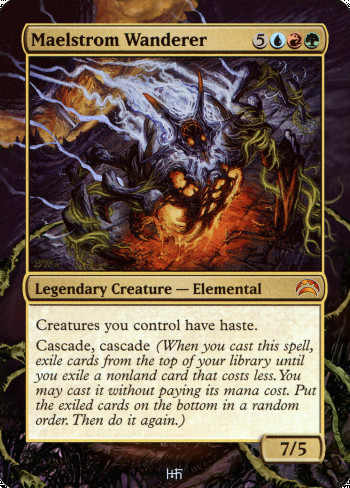 Maelstrom Wanderer 5
Legendary Creature — Elemental
Creatures you control have haste.
Cascade, cascade (When you cast this spell,
exile cards from the top of your library until
you exile a nonland card that costs less. You
may cast it without paying its mana cost. Put
the exiled cards on the bottom in a random
order. Then do it again.)
7/5